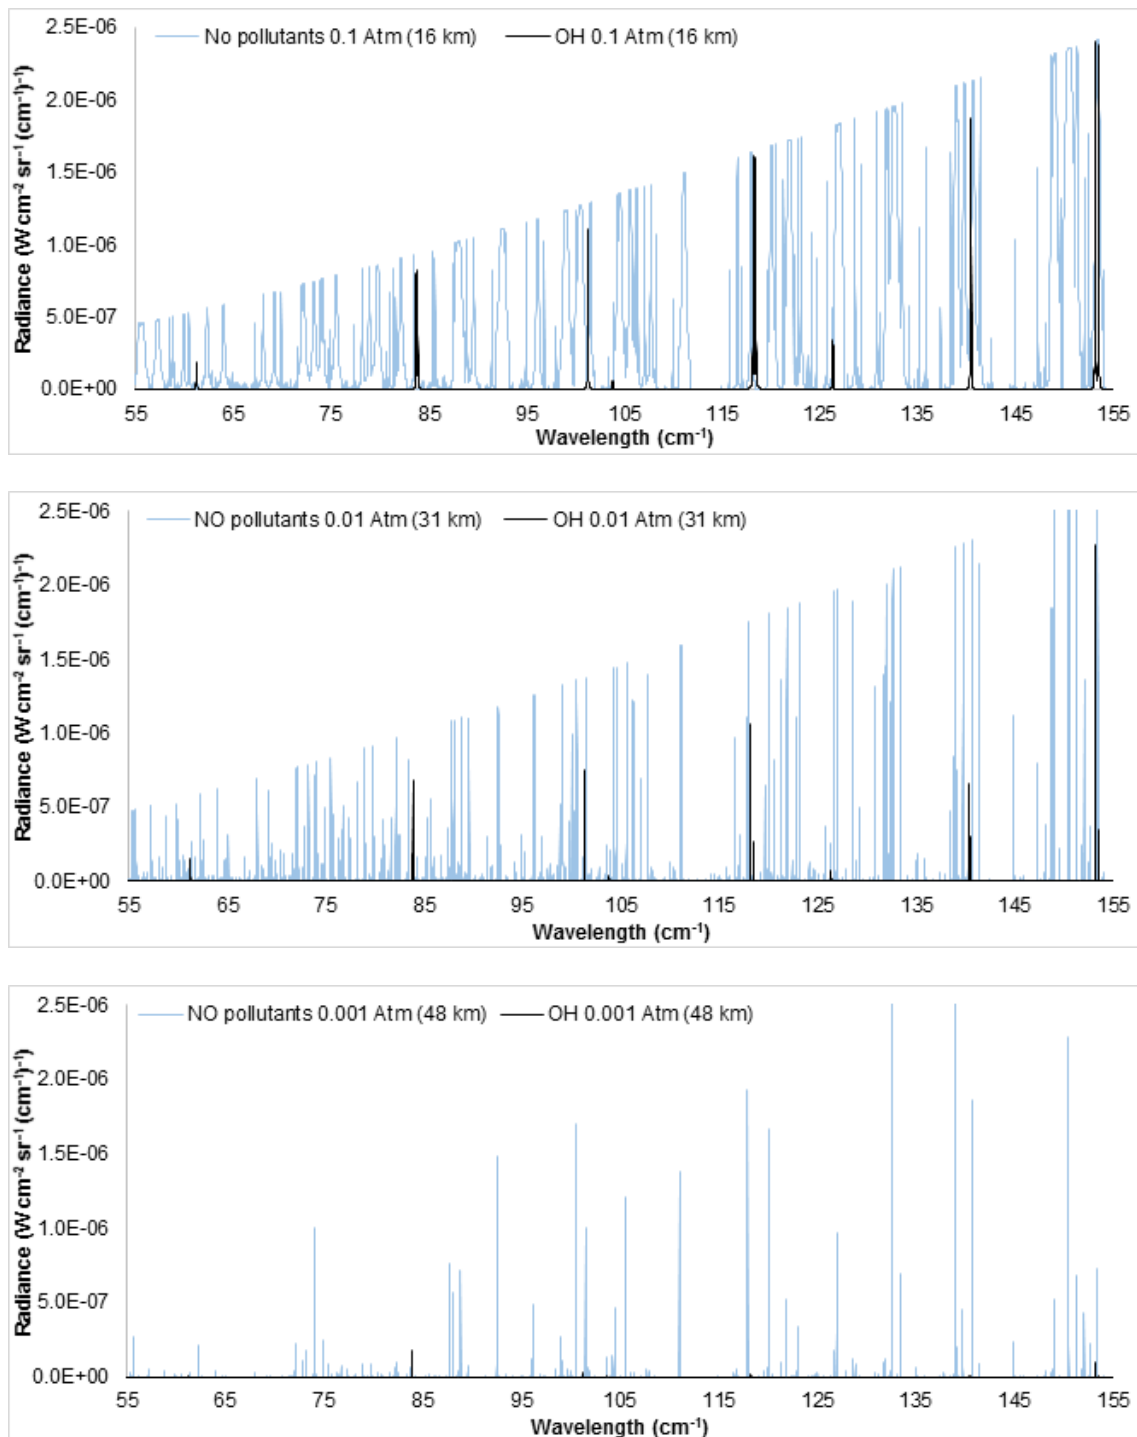 No pollutants 0.1 Atm (16 km) OH 0.1 Atm (16 km)
Radiance (W cm⁻² sr⁻¹ (cm⁻¹)⁻¹)
2.5E-06
2.0E-06
1.5E-06
1.0E-06
5.0E-07
0.0E+00
55 65 75 85 95 105 115 125 135 145 155
Wavelength (cm⁻¹)
NO pollutants 0.01 Atm (31 km) OH 0.01 Atm (31 km)
Radiance (W cm⁻² sr⁻¹ (cm⁻¹)⁻¹)
2.5E-06
2.0E-06
1.5E-06
1.0E-06
5.0E-07
0.0E+00
55 65 75 85 95 105 115 125 135 145 155
Wavelength (cm⁻¹)
NO pollutants 0.001 Atm (48 km) OH 0.001 Atm (48 km)
Radiance (W cm⁻² sr⁻¹ (cm⁻¹)⁻¹)
2.5E-06
2.0E-06
1.5E-06
1.0E-06
5.0E-07
0.0E+00
55 65 75 85 95 105 115 125 135 145 155
Wavelength (cm⁻¹)